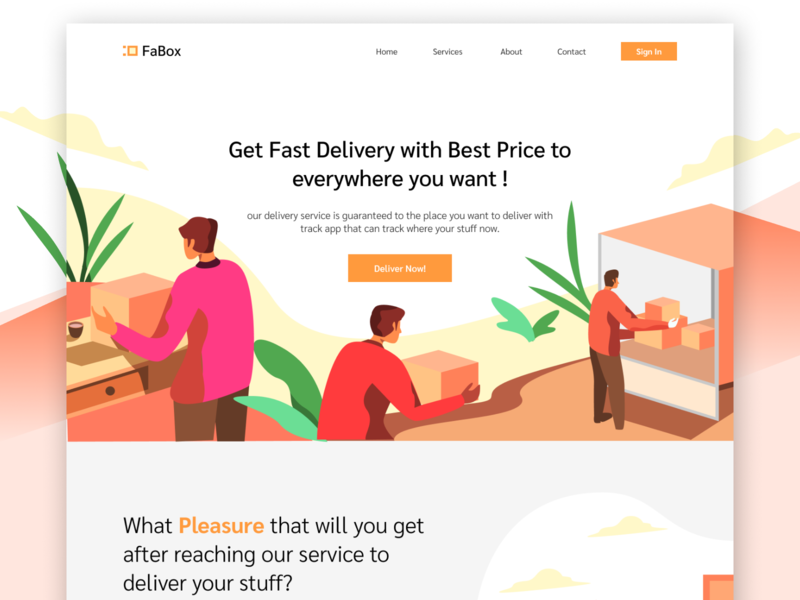 FaBox
Home Services About Contact Sign In
Get Fast Delivery with Best Price to
everywhere you want !
our delivery service is guaranteed to the place you want to deliver with
track app that can track where your stuff now.
Deliver Now!
What Pleasure that will you get
after reaching our service to
deliver your stuff?